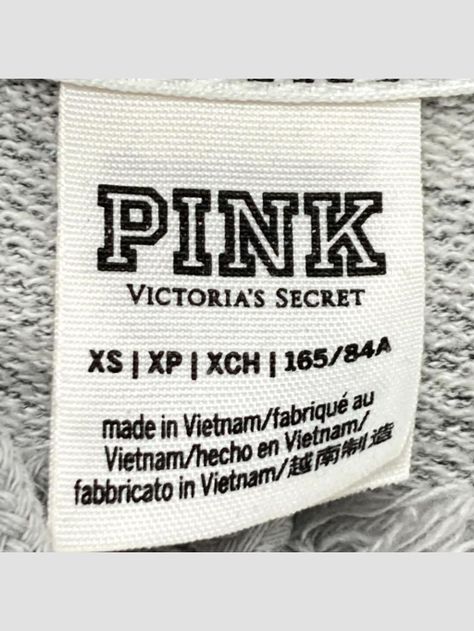 PINK
VICTORIA'S SECRET
XS | XP | XCH | 165/84A
made in Vietnam/fabriqué au
Vietnam/hecho en Vietnam/
fabbricato in Vietnam/越南制造